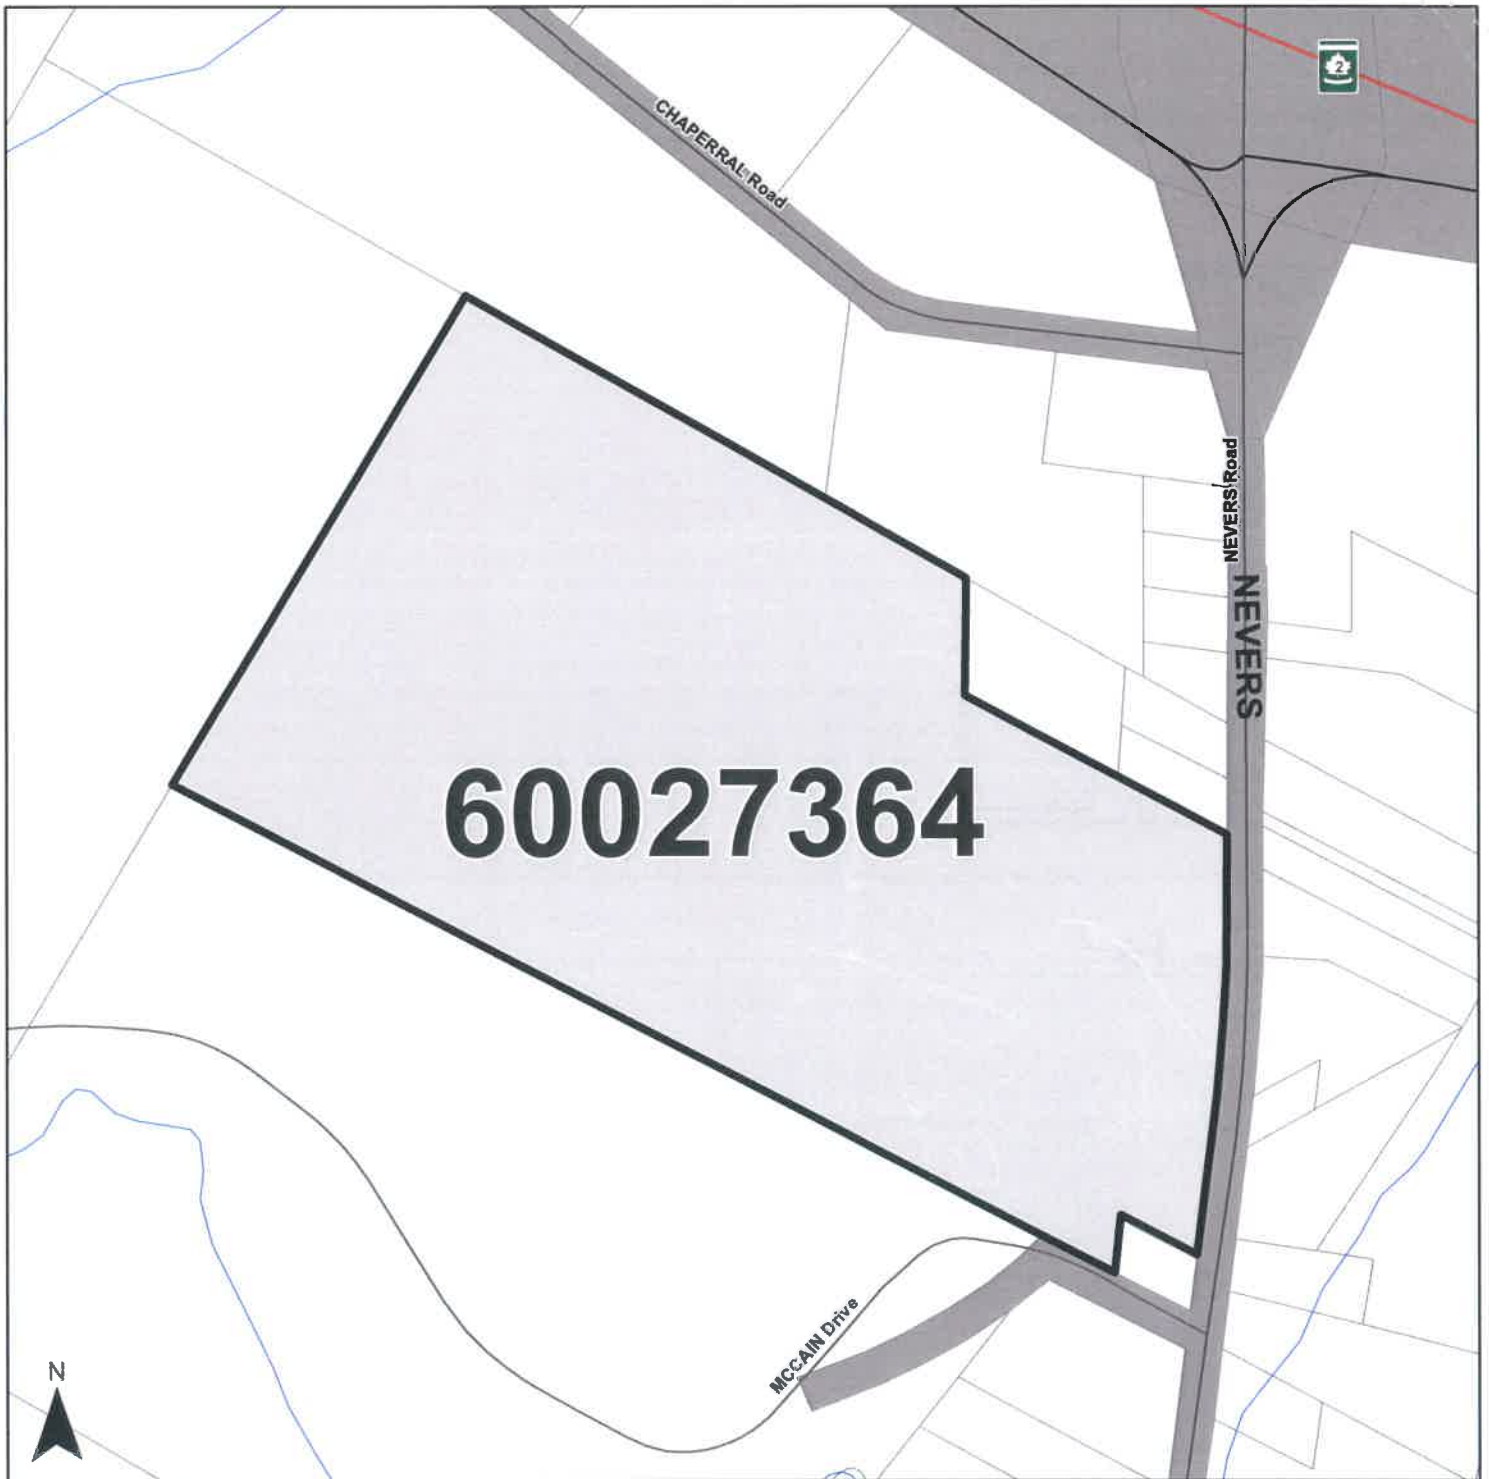 2
CHAPERRAL Road
NEVERS Road
NEVERS
60027364
MCCAIN Drive
N